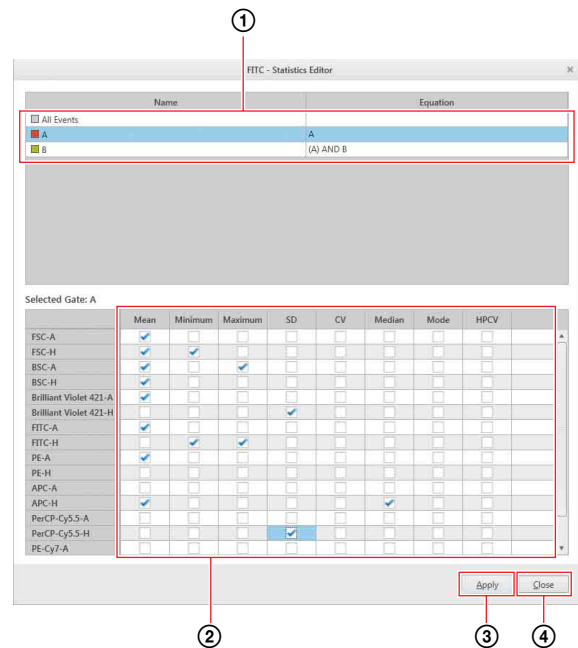 ①
FITC - Statistics Editor ×
Name Equation
All Events
A A
B (A) AND B
Selected Gate: A
Mean Minimum Maximum SD CV Median Mode HPCV
FSC-A
FSC-H
BSC-A
BSC-H
Brilliant Violet 421-A
Brilliant Violet 421-H
FITC-A
FITC-H
PE-A
PE-H
APC-A
APC-H
PerCP-Cy5.5-A
PerCP-Cy5.5-H
PE-Cy7-A
Apply Close
② ③ ④